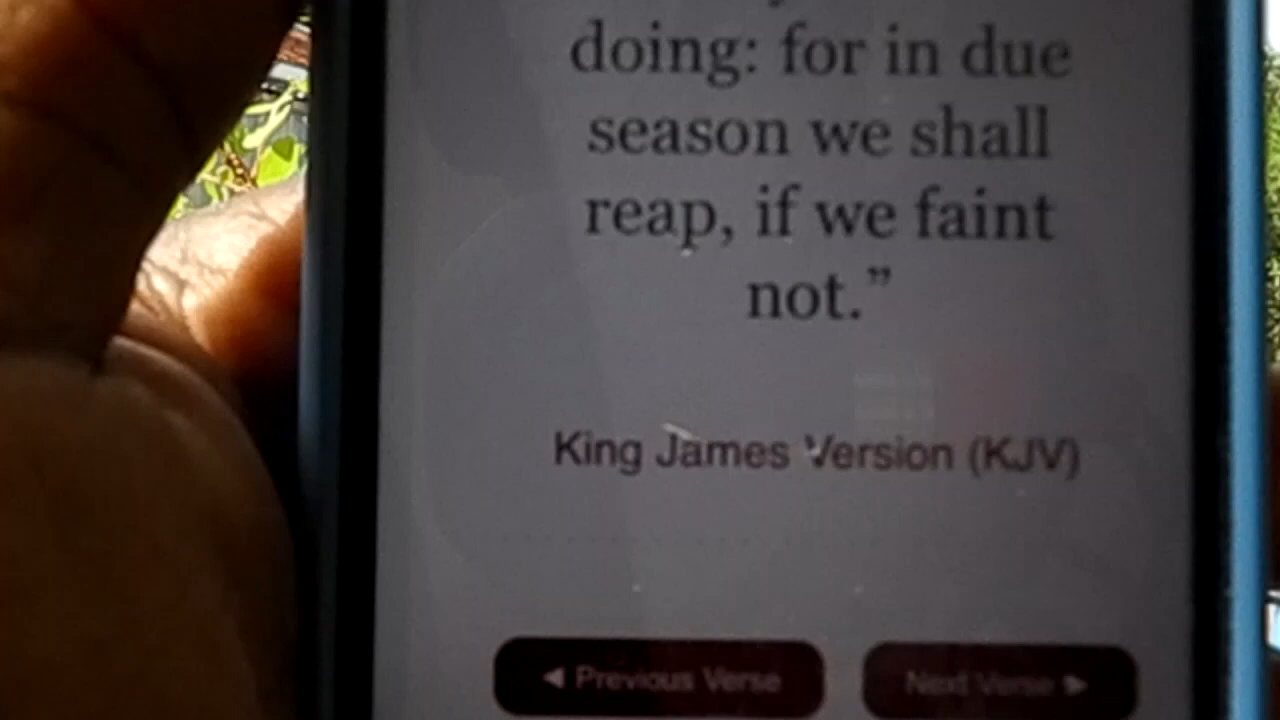 doing: for in due
season we shall
reap, if we faint
not.”
King James Version (KJV)
◄ Previous Verse
Next Verse ►